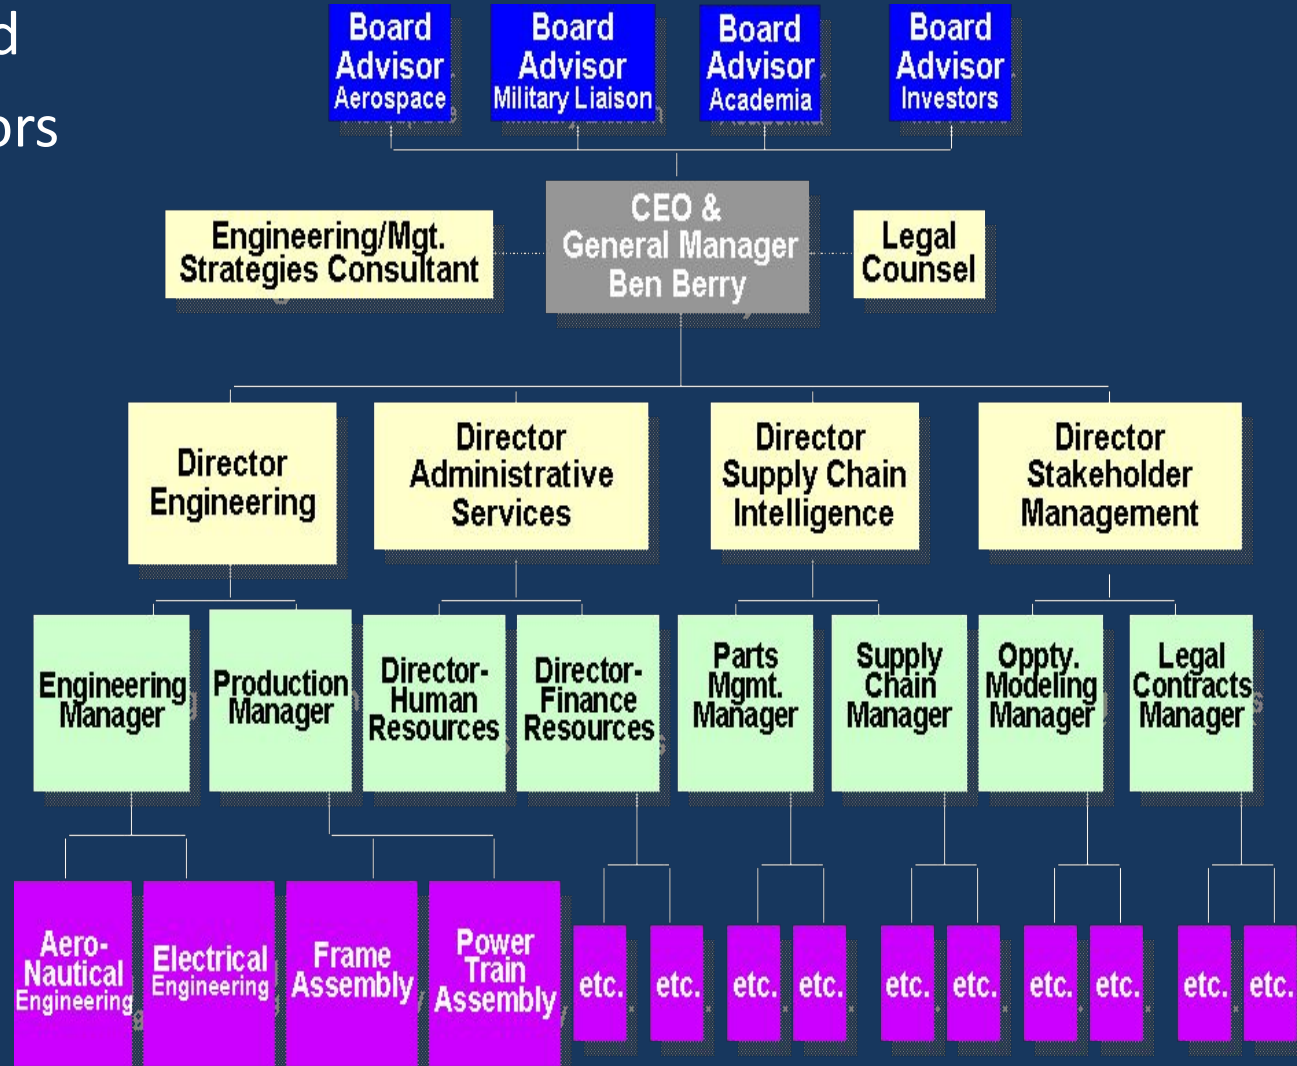 d
ors
Board
Advisor
Aerospace
Board
Advisor
Military Liaison
Board
Advisor
Academia
Board
Advisor
Investors
Engineering/Mgt.
Strategies Consultant
CEO &
General Manager
Ben Berry
Legal
Counsel
Director
Engineering
Director
Administrative
Services
Director
Supply Chain
Intelligence
Director
Stakeholder
Management
Engineering
Manager
Production
Manager
Director-
Human
Resources
Director-
Finance
Resources
Parts
Mgmt.
Manager
Supply
Chain
Manager
Oppty.
Modeling
Manager
Legal
Contracts
Manager
Aero-
Nautical
Engineering
Electrical
Engineering
Frame
Assembly
Power
Train
Assembly
etc.
etc.
etc.
etc.
etc.
etc.
etc.
etc.
etc.
etc.